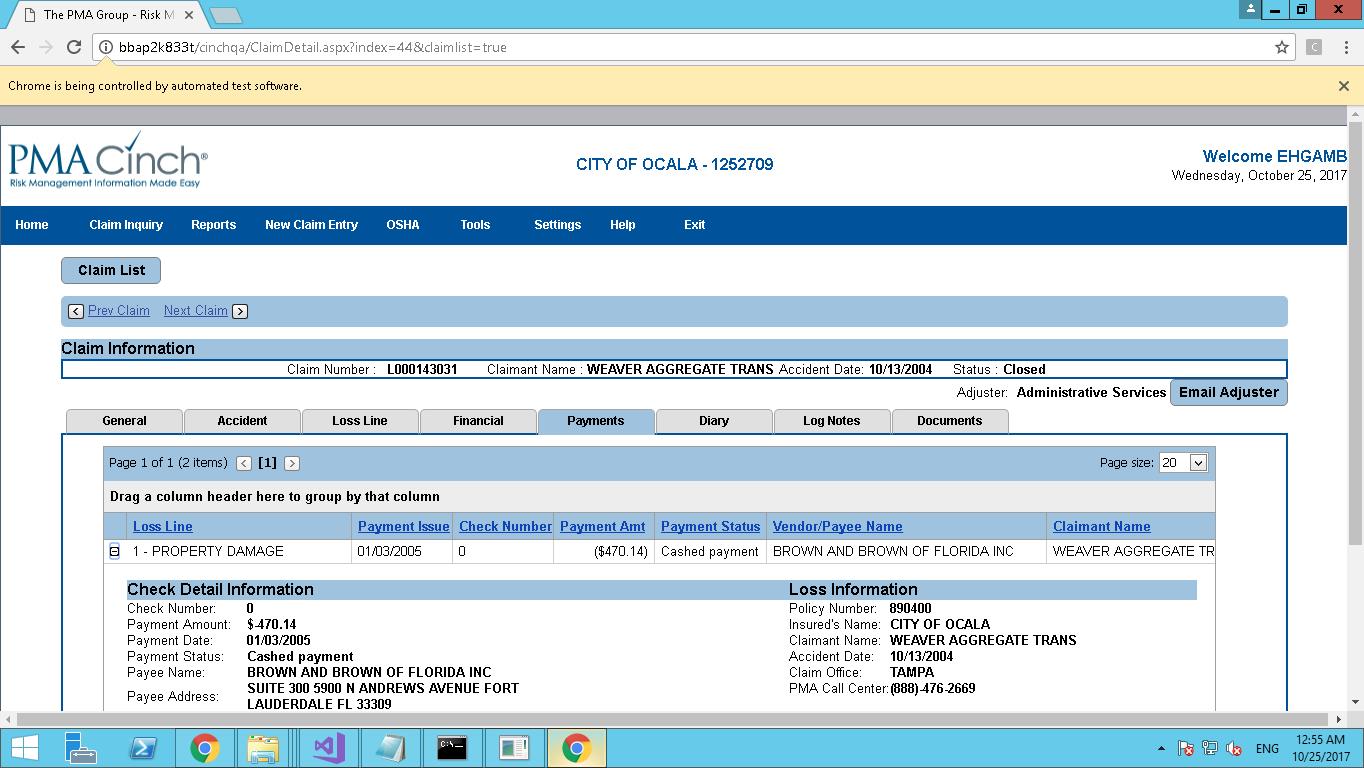 The PMA Group - Risk M
bbap2k833t/cinchqa/ClaimDetail.aspx?index=44&claimlist=true
Chrome is being controlled by automated test software.
PMA Cinch®
Risk Management Information Made Easy
CITY OF OCALA - 1252709
Welcome EHGAMB
Wednesday, October 25, 2017
Home Claim Inquiry Reports New Claim Entry OSHA Tools Settings Help Exit
Claim List
< Prev Claim Next Claim >
Claim Information
Claim Number : L000143031 Claimant Name : WEAVER AGGREGATE TRANS Accident Date: 10/13/2004 Status : Closed
Adjuster: Administrative Services Email Adjuster
General Accident Loss Line Financial Payments Diary Log Notes Documents
Page 1 of 1 (2 items) < [1] > Page size: 20
Drag a column header here to group by that column
Loss Line Payment Issue Check Number Payment Amt Payment Status Vendor/Payee Name Claimant Name
1 - PROPERTY DAMAGE 01/03/2005 0 ($470.14) Cashed payment BROWN AND BROWN OF FLORIDA INC WEAVER AGGREGATE TR
Check Detail Information
Check Number: 0
Payment Amount: $-470.14
Payment Date: 01/03/2005
Payment Status: Cashed payment
Payee Name: BROWN AND BROWN OF FLORIDA INC
Payee Address: SUITE 300 5900 N ANDREWS AVENUE FORT
LAUDERDALE FL 33309
Loss Information
Policy Number: 890400
Insured's Name: CITY OF OCALA
Claimant Name: WEAVER AGGREGATE TRANS
Accident Date: 10/13/2004
Claim Office: TAMPA
PMA Call Center: (888)-476-2669
C:\_
ENG
12:55 AM
10/25/2017